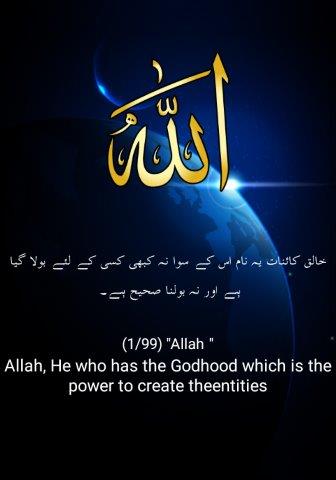 الله
خالق کائنات یہ نام اس کے سوا نہ کبھی کسی کے لئے بولا گیا
ہے اور نہ بولنا صحیح ہے۔
(1/99) "Allah "
Allah, He who has the Godhood which is the
power to create theentities